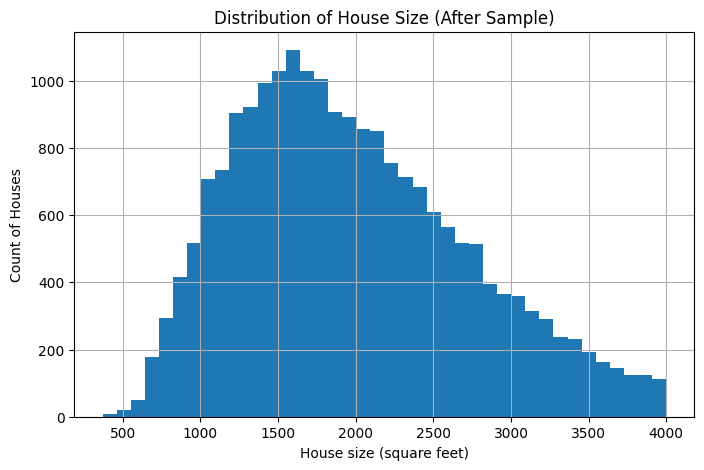 Distribution of House Size (After Sample)
Count of Houses
1000
800
600
400
200
0
500 1000 1500 2000 2500 3000 3500 4000
House size (square feet)